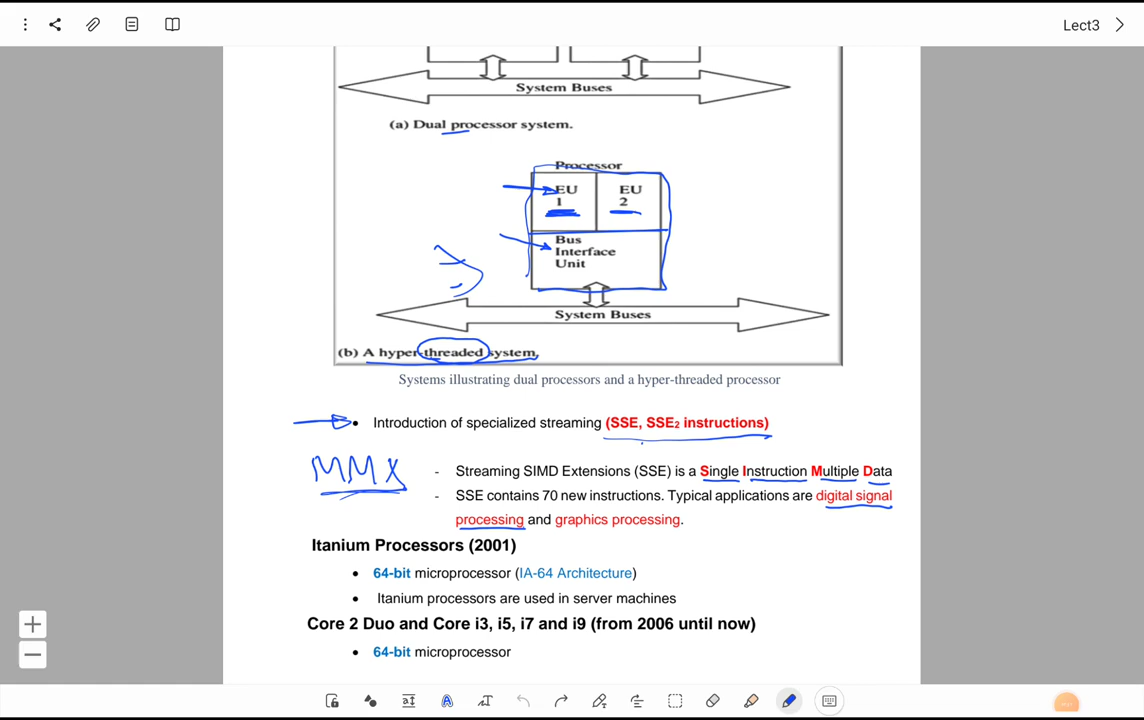 Lect3
System Buses
(a) Dual processor system.
Processor
EU
1
EU
2
Bus
Interface
Unit
System Buses
(b) A hyper-threaded system.
Systems illustrating dual processors and a hyper-threaded processor
• Introduction of specialized streaming (SSE, SSE2 instructions)
MMX
- Streaming SIMD Extensions (SSE) is a Single Instruction Multiple Data
- SSE contains 70 new instructions. Typical applications are digital signal
processing and graphics processing.
Itanium Processors (2001)
• 64-bit microprocessor (IA-64 Architecture)
• Itanium processors are used in server machines
Core 2 Duo and Core i3, i5, i7 and i9 (from 2006 until now)
• 64-bit microprocessor